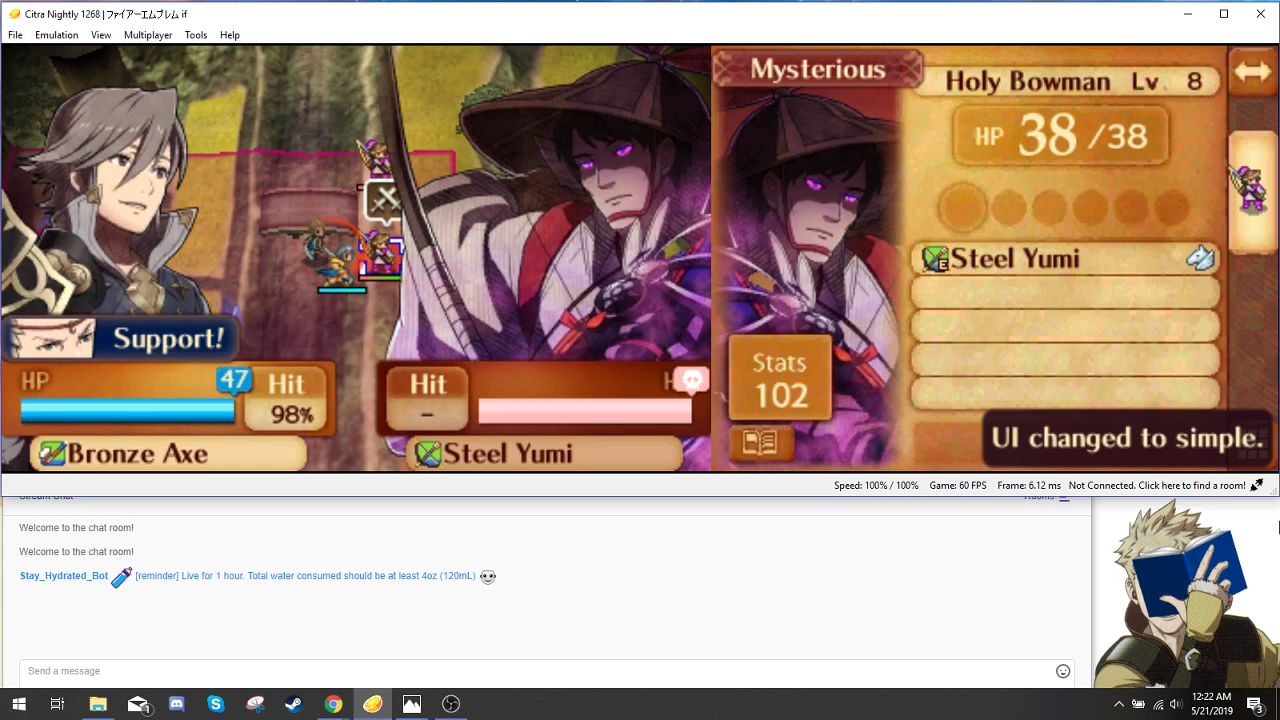 Citra Nightly 1268 | ファイアーエムブレム if
File Emulation View Multiplayer Tools Help
Mysterious
Holy Bowman Lv. 8
HP 38/38
Steel Yumi
E
Support!
HP
47
Hit
98%
Hit
-
H
Bronze Axe
Steel Yumi
Stats
102
UI changed to simple.
Speed: 100% / 100% Game: 60 FPS Frame: 6.12 ms Not Connected. Click here to find a room!
Stream Chat
Rooms
Welcome to the chat room!
Welcome to the chat room!
Stay_Hydrated_Bot [reminder] Live for 1 hour. Total water consumed should be at least 4oz (120mL)
Send a message
12:22 AM
5/21/2019
3